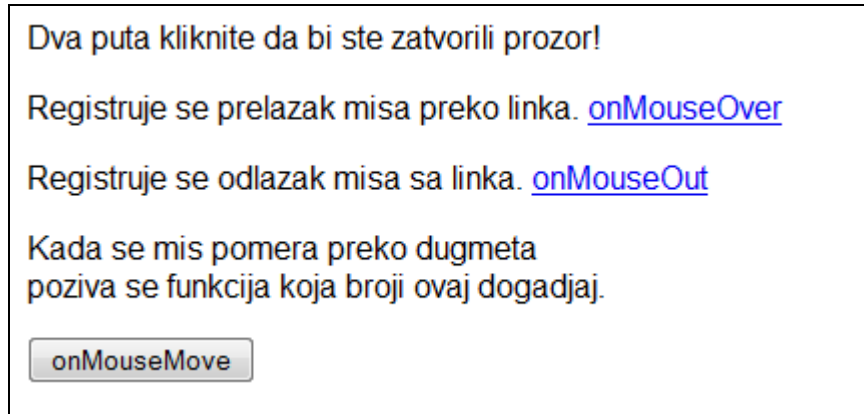 Dva puta kliknite da bi ste zatvorili prozor!
Registruje se prelazak misa preko linka. onMouseOver
Registruje se odlazak misa sa linka. onMouseOut
Kada se mis pomera preko dugmeta
poziva se funkcija koja broji ovaj dogadjaj.
onMouseMove